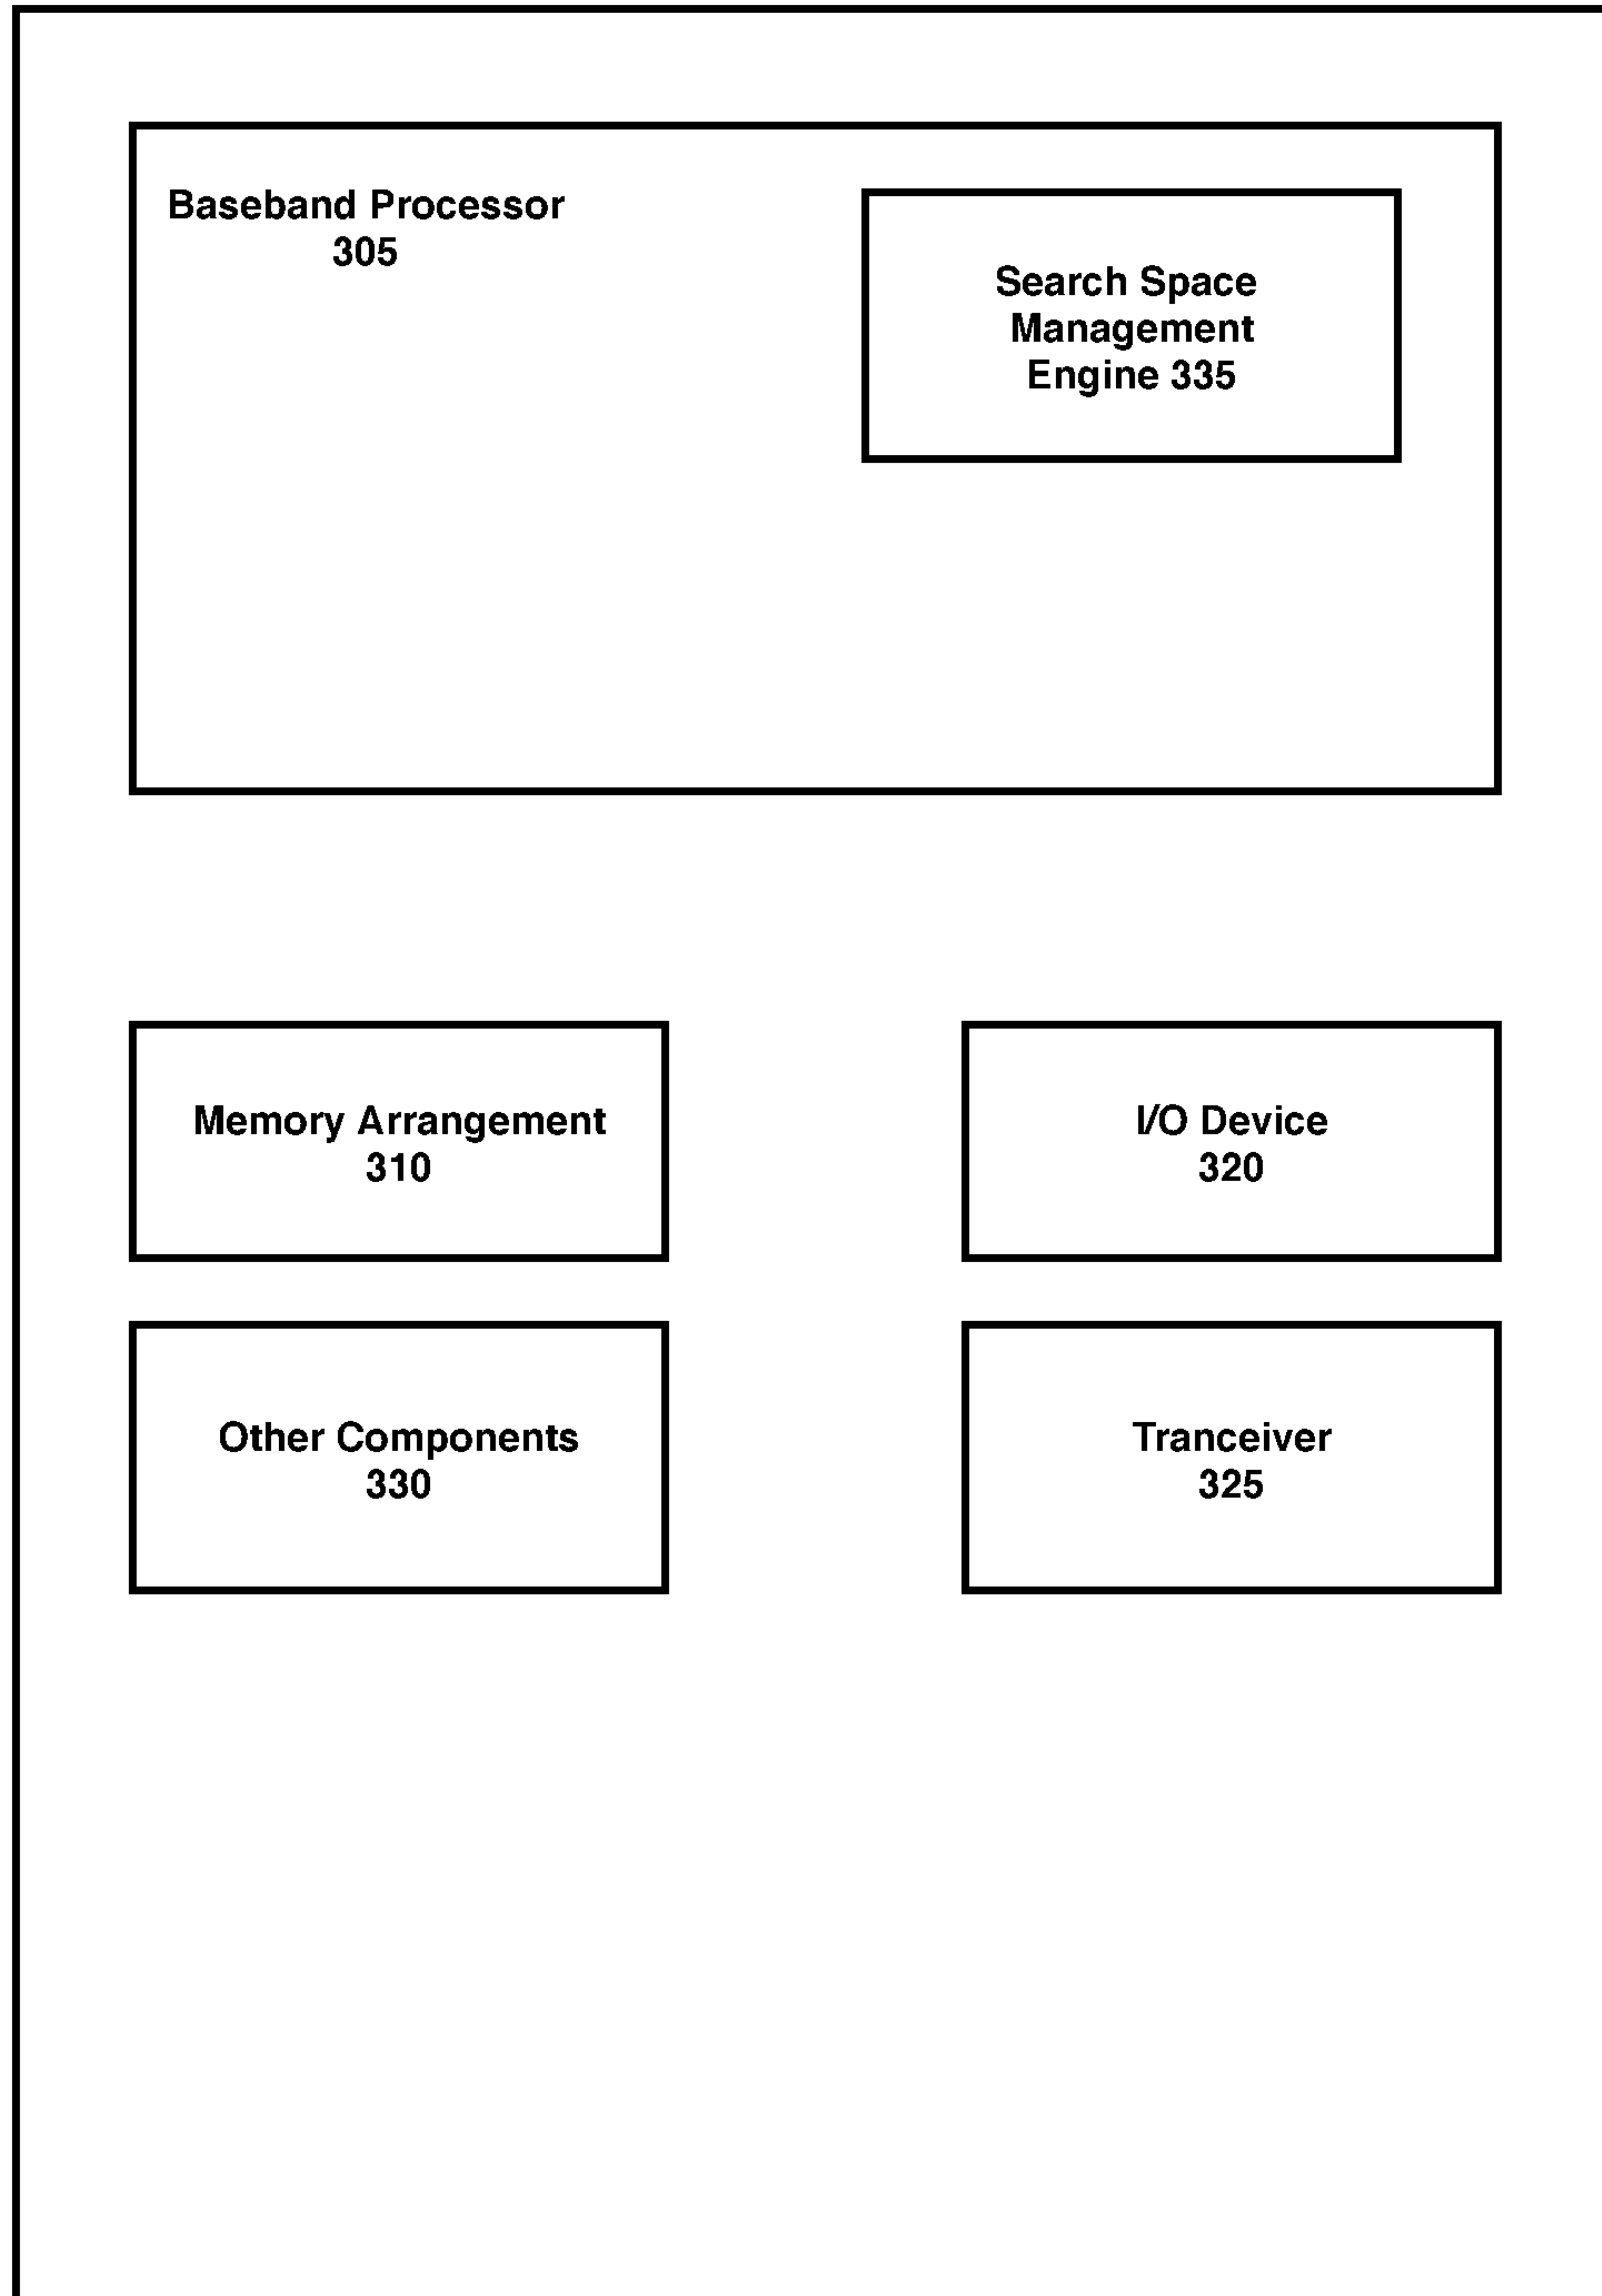 Baseband Processor
305
Search Space
Management
Engine 335
Memory Arrangement
310
I/O Device
320
Other Components
330
Tranceiver
325